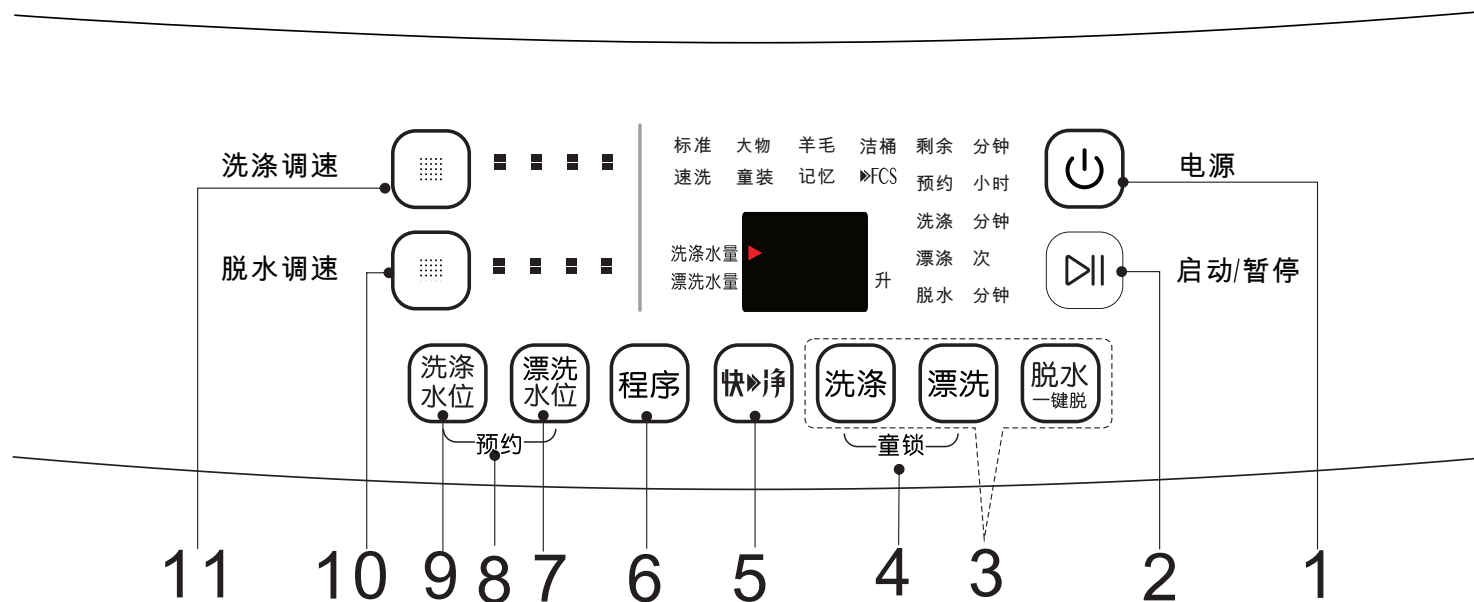 洗涤调速
标准 大物 羊毛 洁桶 剩余 分钟
速洗 童装 记忆 FCS 预约 小时
电源
洗涤 分钟
洗涤水量
漂涤 次
脱水调速
漂洗水量
升
脱水 分钟
启动/暂停
洗涤水位
漂洗水位
程序
快净
洗涤
漂洗
脱水
一键脱
预约
童锁
11 10 9 8 7 6 5 4 3 2 1